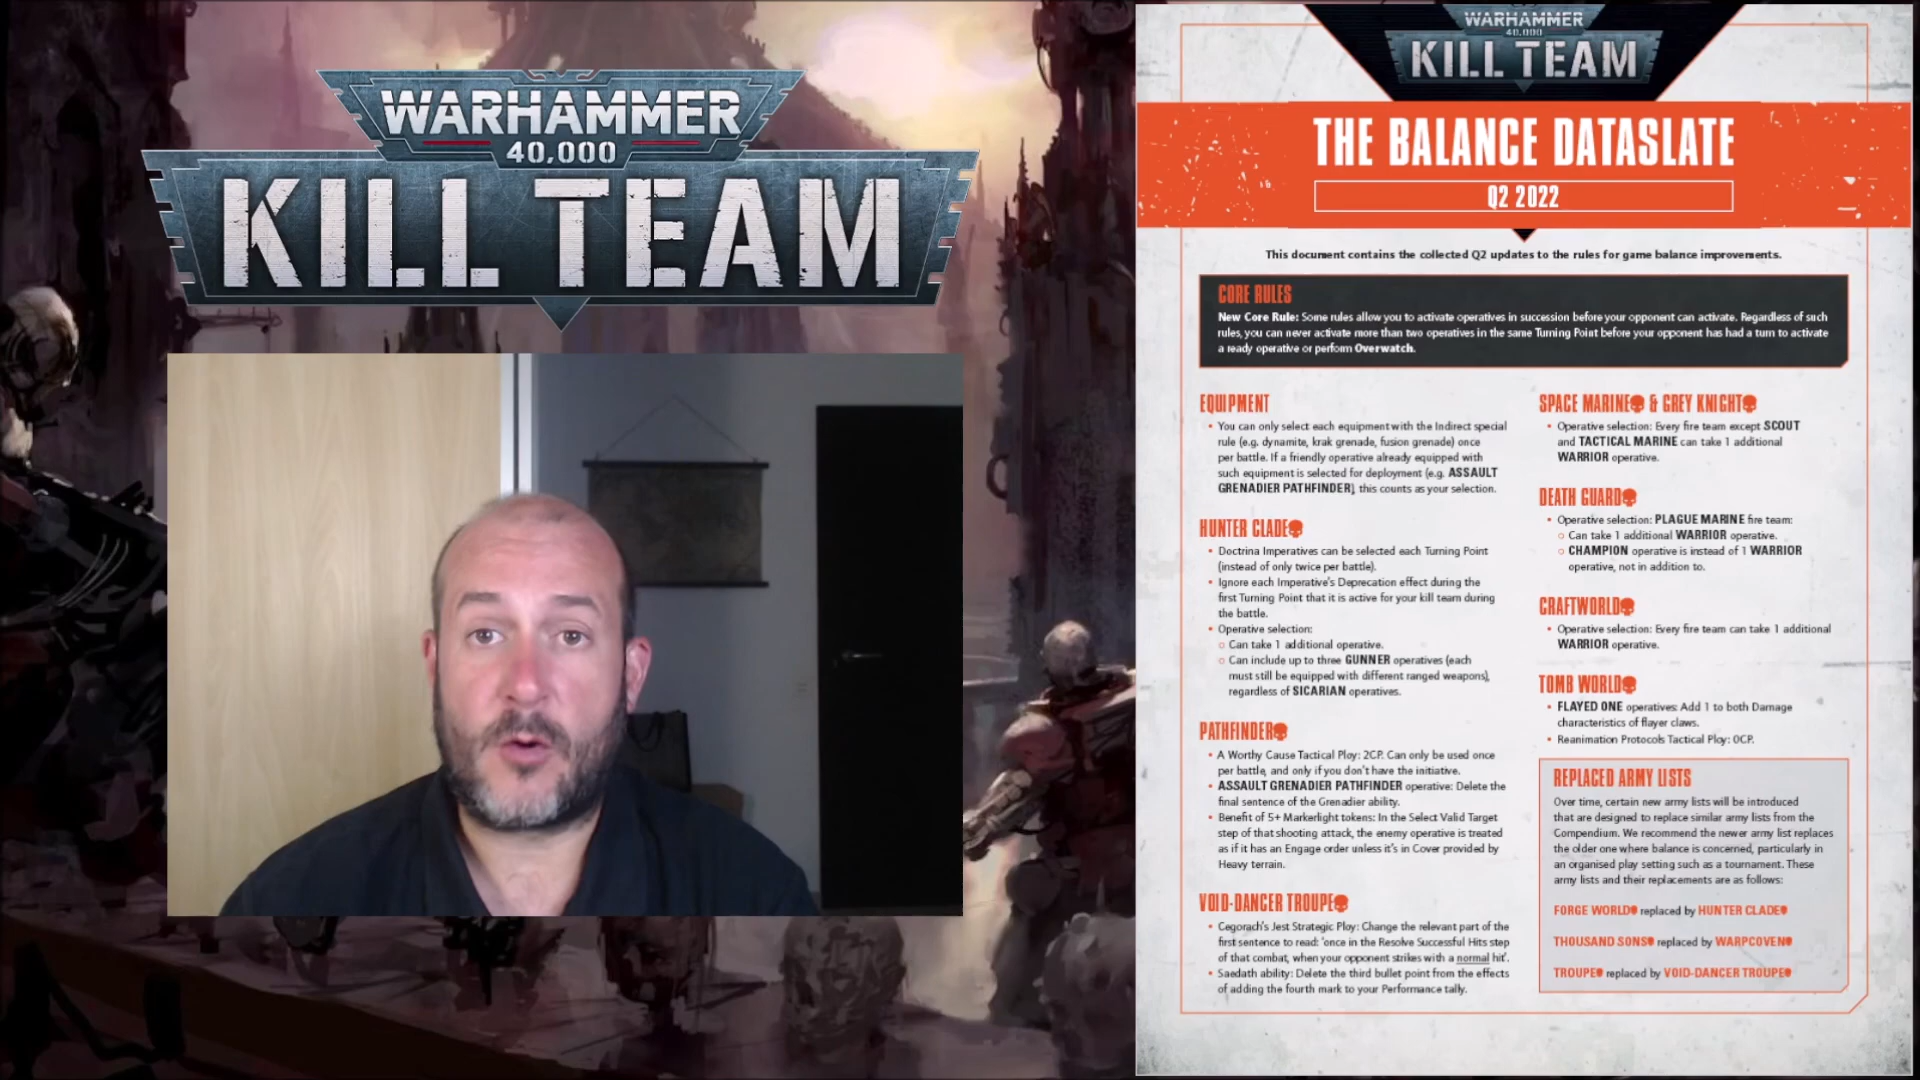 WARHAMMER
40,000
KILL TEAM
WARHAMMER
40,000
KILL TEAM
THE BALANCE DATASLATE
Q2 2022
This document contains the collected Q2 updates to the rules for game balance improvements.
CORE RULES
New Core Rule: Some rules allow you to activate operatives in succession before your opponent can activate. Regardless of such
rules, you can never activate more than two operatives in the same Turning Point before your opponent has had a turn to activate
a ready operative or perform Overwatch.
EQUIPMENT
• You can only select each equipment with the Indirect special
rule (e.g. dynamite, krak grenade, fusion grenade) once
per battle. If a friendly operative already equipped with
such equipment is selected for deployment (e.g. ASSAULT
GRENADIER PATHFINDER), this counts as your selection.
HUNTER CLADE
• Doctrina Imperatives can be selected each Turning Point
(instead of only twice per battle).
• Ignore each Imperative's Deprecation effect during the
first Turning Point that it is active for your kill team during
the battle.
• Operative selection:
○ Can take 1 additional operative.
○ Can include up to three GUNNER operatives (each
must still be equipped with different ranged weapons),
regardless of SICARIAN operatives.
PATHFINDER
• A Worthy Cause Tactical Ploy: 2CP. Can only be used once
per battle, and only if you don't have the initiative.
• ASSAULT GRENADIER PATHFINDER operative: Delete the
final sentence of the Grenadier ability.
• Benefit of 5+ Markerlight tokens: In the Select Valid Target
step of that shooting attack, the enemy operative is treated
as if it has an Engage order unless it's in Cover provided by
Heavy terrain.
VOID-DANCER TROUPE
• Cegorach's Jest Strategic Ploy: Change the relevant part of the
first sentence to read: 'once in the Resolve Successful Hits step
of that combat, when your opponent strikes with a normal hit'.
• Saedath ability: Delete the third bullet point from the effects
of adding the fourth mark to your Performance tally.
SPACE MARINE & GREY KNIGHT
• Operative selection: Every fire team except SCOUT
and TACTICAL MARINE can take 1 additional
WARRIOR operative.
DEATH GUARD
• Operative selection: PLAGUE MARINE fire team:
○ Can take 1 additional WARRIOR operative.
○ CHAMPION operative is instead of 1 WARRIOR
operative, not in addition to.
CRAFTWORLD
• Operative selection: Every fire team can take 1 additional
WARRIOR operative.
TOMB WORLD
• FLAYED ONE operatives: Add 1 to both Damage
characteristics of flayer claws.
• Reanimation Protocols Tactical Ploy: 0CP.
REPLACED ARMY LISTS
Over time, certain new army lists will be introduced
that are designed to replace similar army lists from the
Compendium. We recommend the newer army list replaces
the older one where balance is concerned, particularly in
an organised play setting such as a tournament. These
army lists and their replacements are as follows:
FORGE WORLD replaced by HUNTER CLADE
THOUSAND SONS replaced by WARPCOVEN
TROUPE replaced by VOID-DANCER TROUPE